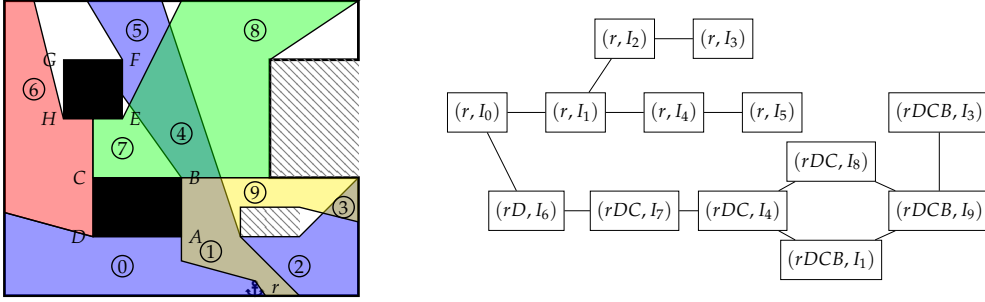 ⑤ ⑧
G F
⑥
H E
④
⑦
C B
⑨
③
D A
①
⓪ ②
r
(r, I₂) (r, I₃)
(r, I₀) (r, I₁) (r, I₄) (r, I₅) (rDCB, I₃)
(rDC, I₈)
(rD, I₆) (rDC, I₇) (rDC, I₄) (rDCB, I₉)
(rDCB, I₁)